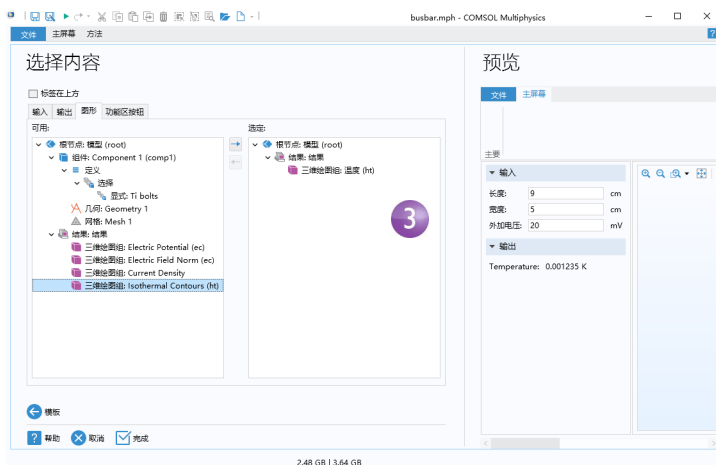 busbar.mph - COMSOL Multiphysics
文件 主屏幕 方法
选择内容
标签在上方
输入 输出 图形 功能区按钮
可用:
根节点: 模型 (root)
组件: Component 1 (comp1)
定义
选择
显式: Ti bolts
几何: Geometry 1
网格: Mesh 1
结果: 结果
三维绘图组: Electric Potential (ec)
三维绘图组: Electric Field Norm (ec)
三维绘图组: Current Density
三维绘图组: Isothermal Contours (ht)
选定:
根节点: 模型 (root)
结果: 结果
三维绘图组: 温度 (ht)
3
模板
帮助 取消 完成
预览
文件 主屏幕
主要
输入
长度: 9 cm
宽度: 5 cm
外加电压: 20 mV
输出
Temperature: 0.001235 K
2.48 GB | 3.64 GB